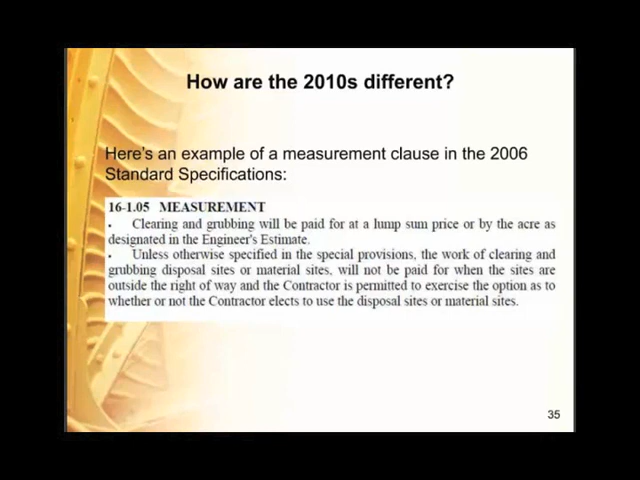 How are the 2010s different?
Here's an example of a measurement clause in the 2006
Standard Specifications:
16-1.05 MEASUREMENT
• Clearing and grubbing will be paid for at a lump sum price or by the acre as
designated in the Engineer's Estimate.
• Unless otherwise specified in the special provisions, the work of clearing and
grubbing disposal sites or material sites, will not be paid for when the sites are
outside the right of way and the Contractor is permitted to exercise the option as to
whether or not the Contractor elects to use the disposal sites or material sites.
35